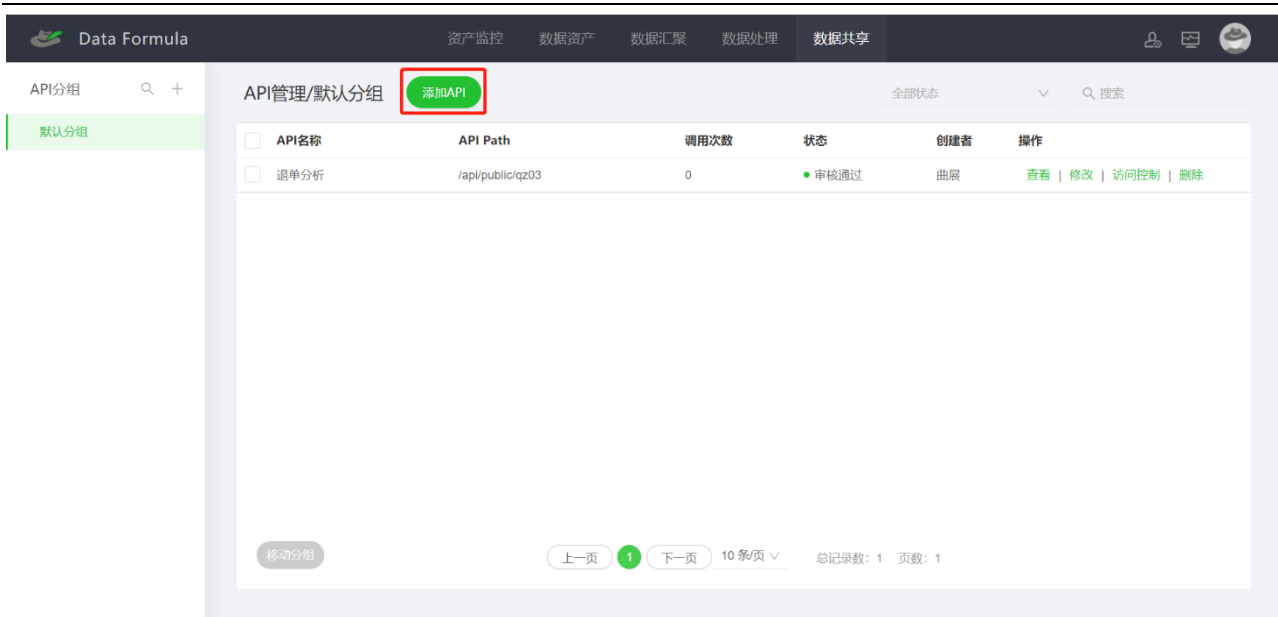 Data Formula 资产监控 数据资产 数据汇聚 数据处理 数据共享
API分组
默认分组
API管理/默认分组 添加API 全部状态 搜索
API名称 API Path 调用次数 状态 创建者 操作
退单分析 /api/public/qz03 0 审核通过 曲展 查看 | 修改 | 访问控制 | 删除
移动分组 上一页 1 下一页 10 条/页 总记录数: 1 页数: 1